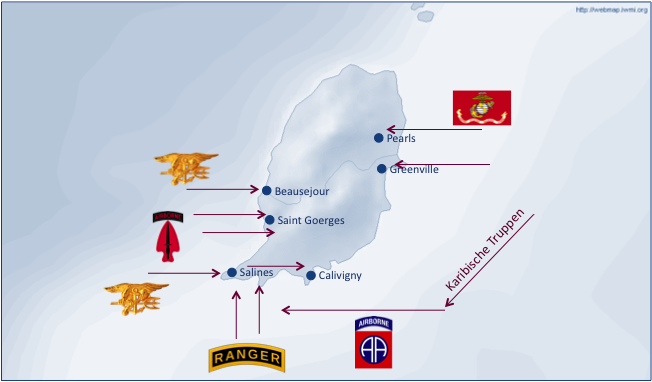 http://webmap.iwmi.org
Pearls
Greenville
Beausejour
AIRBORNE
Saint Goerges
Karibische Truppen
Salines
Calivigny
AIRBORNE
RANGER
AA